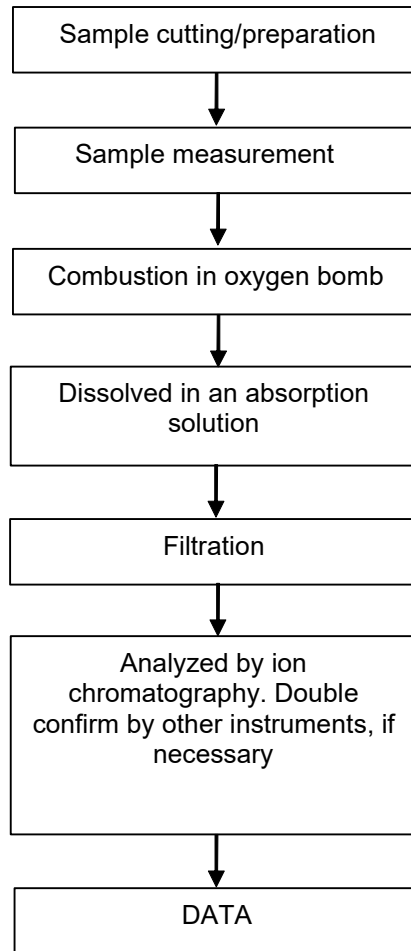 Sample cutting/preparation
Sample measurement
Combustion in oxygen bomb
Dissolved in an absorption
solution
Filtration
Analyzed by ion
chromatography. Double
confirm by other instruments, if
necessary
DATA